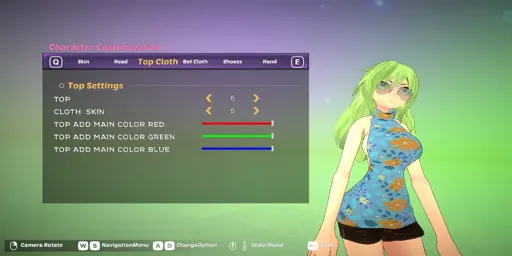 Character Customization
Q Skin Head Top Cloth Bot Cloth Shoees Hand E
Top Settings
TOP 6
CLOTH SKIN 5
TOP ADD MAIN COLOR RED
TOP ADD MAIN COLOR GREEN
TOP ADD MAIN COLOR BLUE
Camera Rotate W S NavigationMenu A D ChangeOption Slider Move